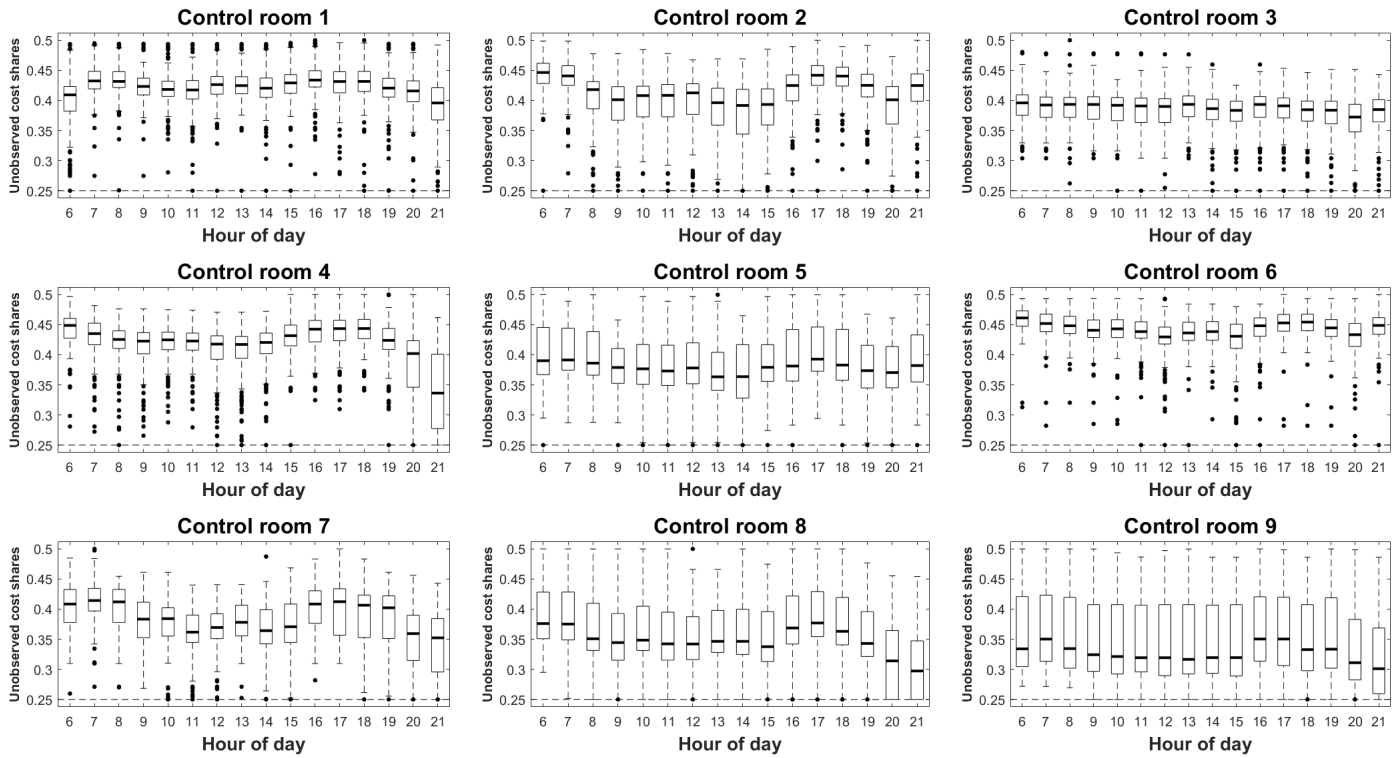 Control room 1
Unobserved cost shares
0.5
0.45
0.4
0.35
0.3
0.25
6 7 8 9 10 11 12 13 14 15 16 17 18 19 20 21
Hour of day
Control room 2
Unobserved cost shares
0.5
0.45
0.4
0.35
0.3
0.25
6 7 8 9 10 11 12 13 14 15 16 17 18 19 20 21
Hour of day
Control room 3
Unobserved cost shares
0.5
0.45
0.4
0.35
0.3
0.25
6 7 8 9 10 11 12 13 14 15 16 17 18 19 20 21
Hour of day
Control room 4
Unobserved cost shares
0.5
0.45
0.4
0.35
0.3
0.25
6 7 8 9 10 11 12 13 14 15 16 17 18 19 20 21
Hour of day
Control room 5
Unobserved cost shares
0.5
0.45
0.4
0.35
0.3
0.25
6 7 8 9 10 11 12 13 14 15 16 17 18 19 20 21
Hour of day
Control room 6
Unobserved cost shares
0.5
0.45
0.4
0.35
0.3
0.25
6 7 8 9 10 11 12 13 14 15 16 17 18 19 20 21
Hour of day
Control room 7
Unobserved cost shares
0.5
0.45
0.4
0.35
0.3
0.25
6 7 8 9 10 11 12 13 14 15 16 17 18 19 20 21
Hour of day
Control room 8
Unobserved cost shares
0.5
0.45
0.4
0.35
0.3
0.25
6 7 8 9 10 11 12 13 14 15 16 17 18 19 20 21
Hour of day
Control room 9
Unobserved cost shares
0.5
0.45
0.4
0.35
0.3
0.25
6 7 8 9 10 11 12 13 14 15 16 17 18 19 20 21
Hour of day